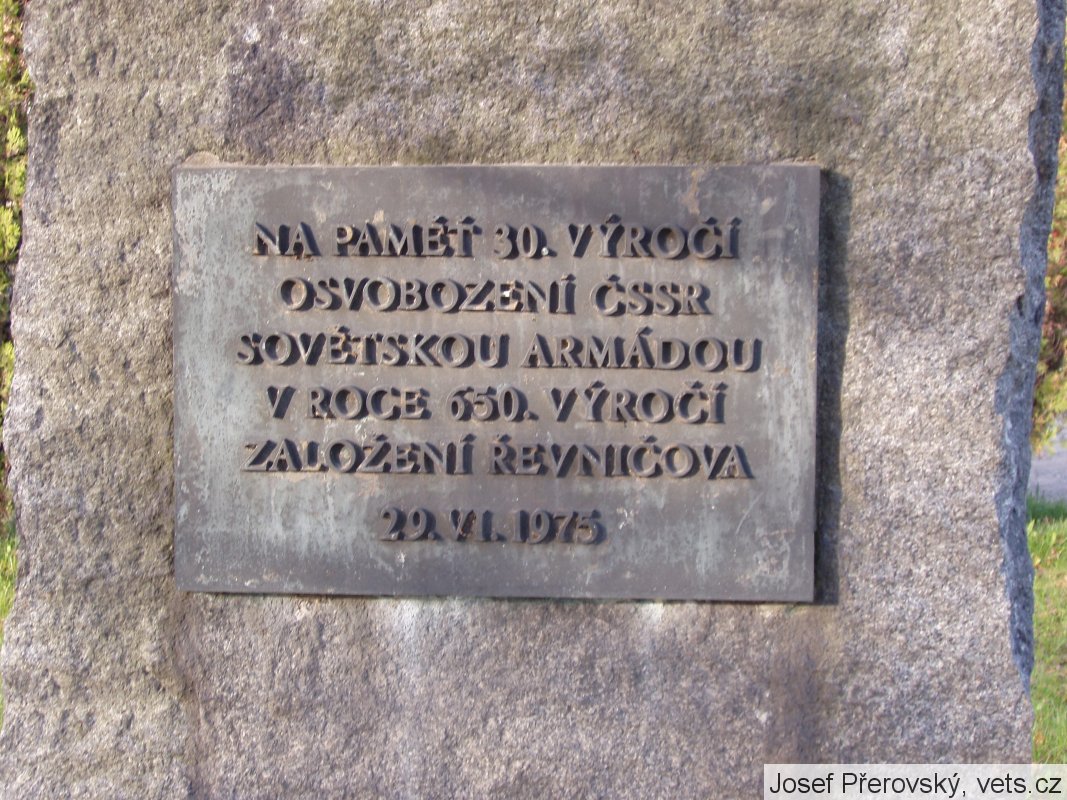 NA PAMĚŤ 30. VÝROČÍ
OSVOBOZENÍ ČSSR
SOVĚTSKOU ARMÁDOU
V ROCE 650. VÝROČÍ
ZALOŽENÍ ŘEVNIČOVA
29. VI. 1975
Josef Přerovský, vets.cz